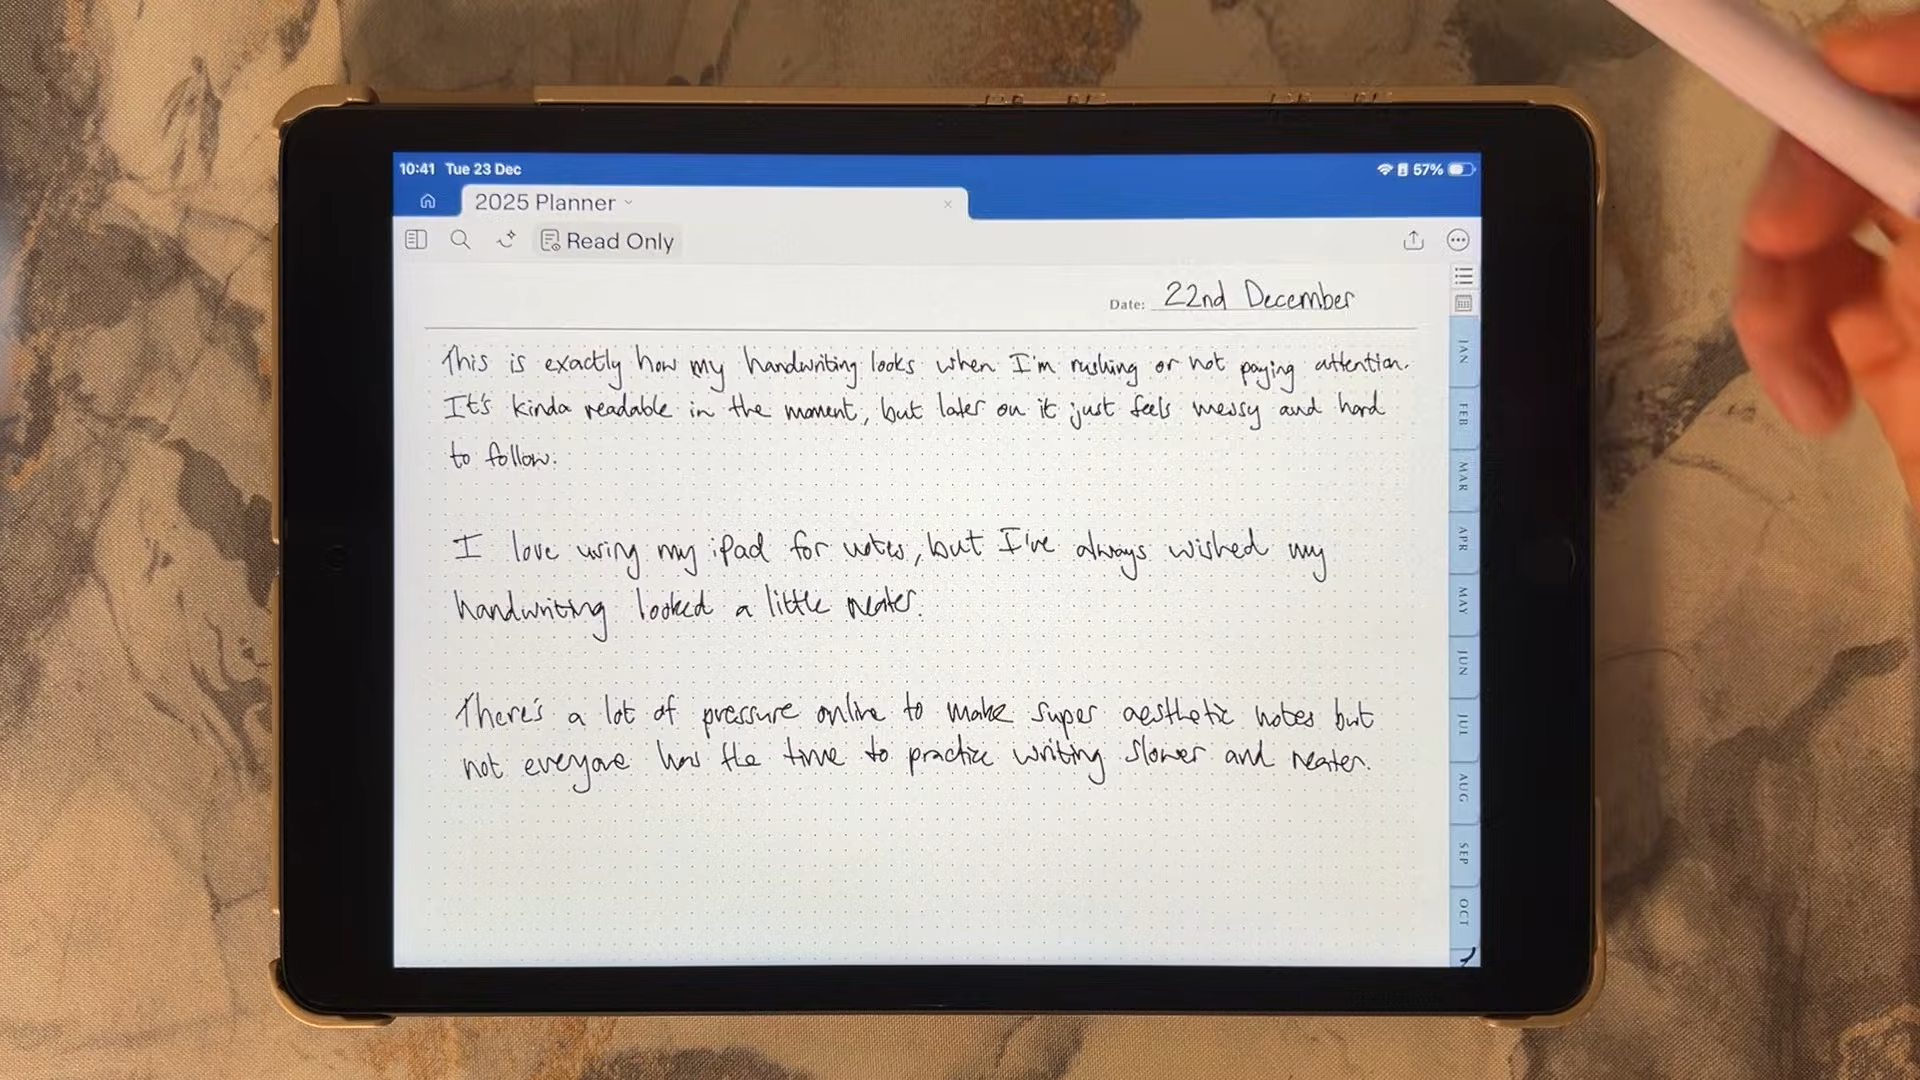 10:41 Tue 23 Dec 57%
2025 Planner
Read Only
Date: 22nd December
This is exactly how my handwriting looks when I'm rushing or not paying attention.
It's kinda readable in the moment, but later on it just feels messy and hard
to follow.
I love using my ipad for notes, but I've always wished my
handwriting looked a little neater.
There's a lot of pressure online to make super aesthetic notes but
not everyone has the time to practice writing slower and neater.
JAN
FEB
MAR
APR
MAY
JUN
JUL
AUG
SEP
OCT